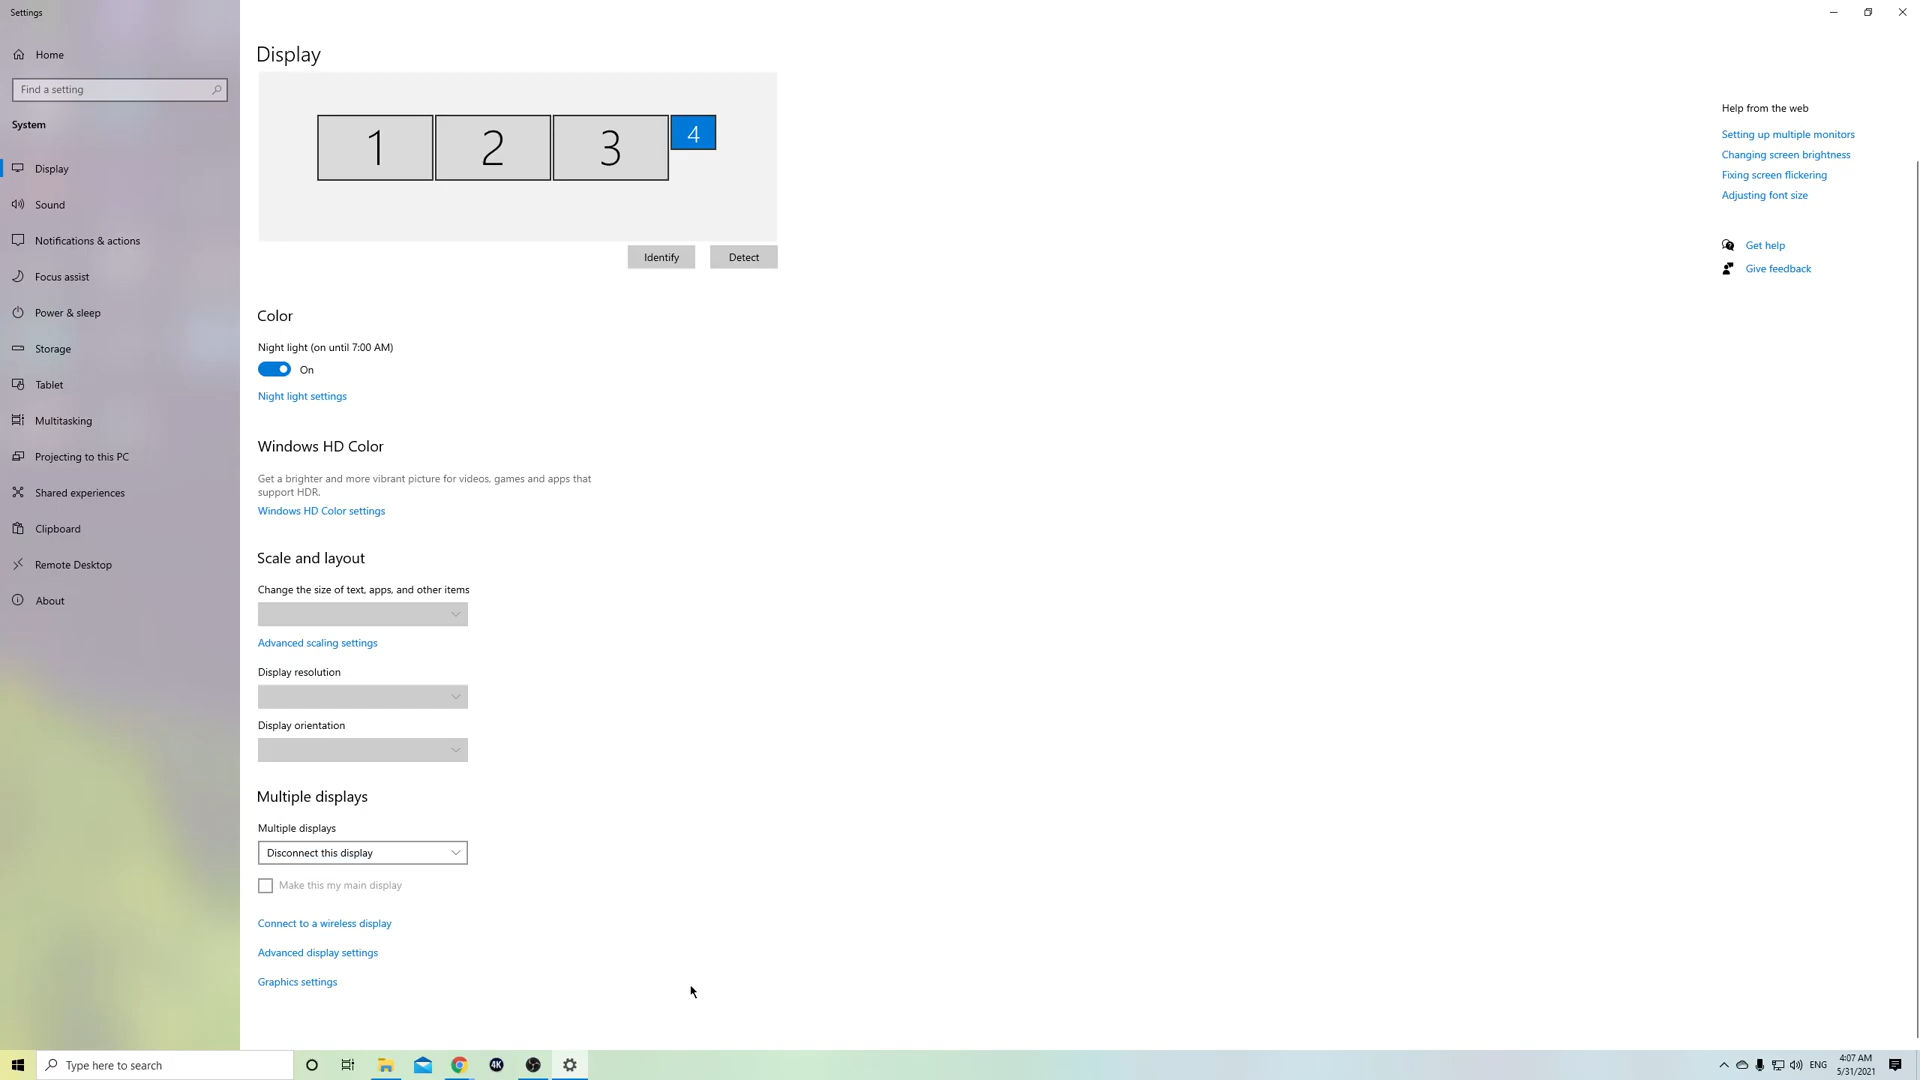 Settings
Home
Find a setting
System
Display
Sound
Notifications & actions
Focus assist
Power & sleep
Storage
Tablet
Multitasking
Projecting to this PC
Shared experiences
Clipboard
Remote Desktop
About
Display
1 2 3 4
Identify Detect
Color
Night light (on until 7:00 AM)
On
Night light settings
Windows HD Color
Get a brighter and more vibrant picture for videos, games and apps that
support HDR.
Windows HD Color settings
Scale and layout
Change the size of text, apps, and other items
Advanced scaling settings
Display resolution
Display orientation
Multiple displays
Multiple displays
Disconnect this display
Make this my main display
Connect to a wireless display
Advanced display settings
Graphics settings
Help from the web
Setting up multiple monitors
Changing screen brightness
Fixing screen flickering
Adjusting font size
Get help
Give feedback
Type here to search
4K
ENG
4:07 AM
5/31/2021